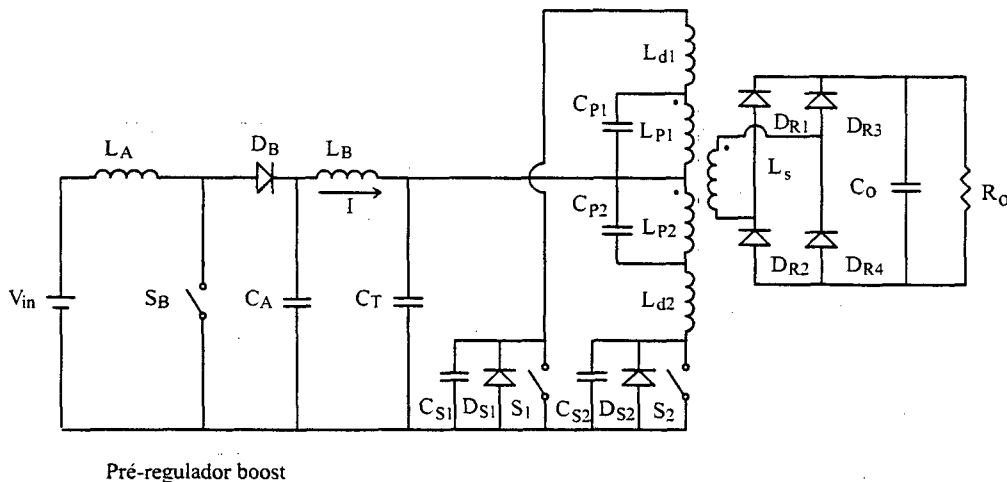 L_d1
C_P1
L_P1
D_R1
D_R3
L_A
D_B
L_B
L_s
C_O
R_O
I
C_P2
L_P2
D_R2
D_R4
V_in
S_B
C_A
C_T
L_d2
C_S1
D_S1
S_1
C_S2
D_S2
S_2
Pré-regulador boost